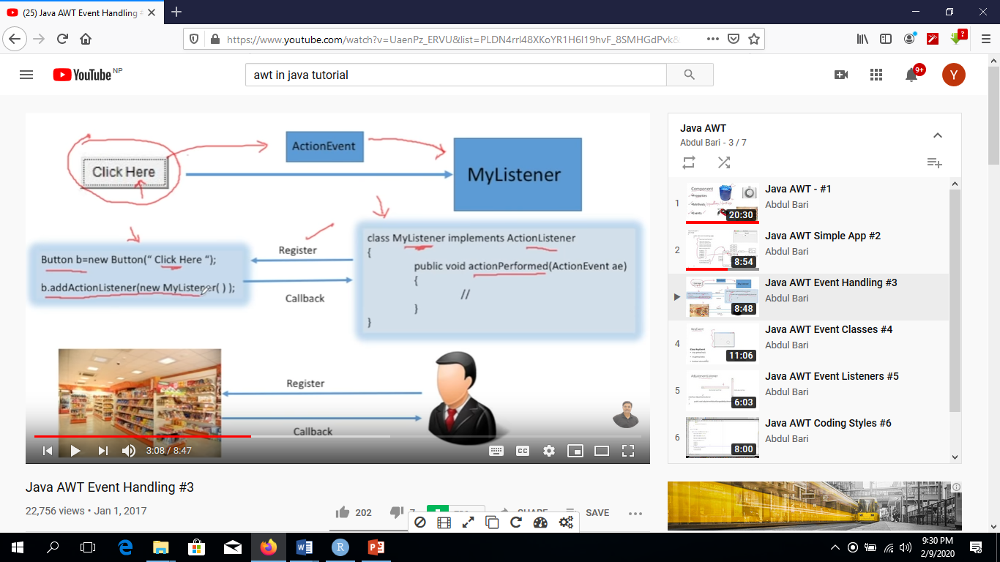 (25) Java AWT Event Handling
https://www.youtube.com/watch?v=UaenPz_ERVU&list=PLDN4rrl48XKoYR1H6I19hvF_8SMHGdPvk&
YouTube NP
awt in java tutorial
9+
Y
ActionEvent
Click Here
MyListener
Register
Button b=new Button(“ Click Here “);
b.addActionListener(new MyListener( ) );
Callback
class MyListener implements ActionListener
{
public void actionPerformed(ActionEvent ae)
{
//
}
}
Register
Callback
3:08 / 8:47
CC
Java AWT
Abdul Bari - 3 / 7
1
20:30
Java AWT - #1
Abdul Bari
2
8:54
Java AWT Simple App #2
Abdul Bari
8:48
Java AWT Event Handling #3
Abdul Bari
4
11:06
Java AWT Event Classes #4
Abdul Bari
5
6:03
Java AWT Event Listeners #5
Abdul Bari
6
8:00
Java AWT Coding Styles #6
Abdul Bari
Java AWT Event Handling #3
22,756 views • Jan 1, 2017
202
7
SHARE
SAVE
9:30 PM
2/9/2020